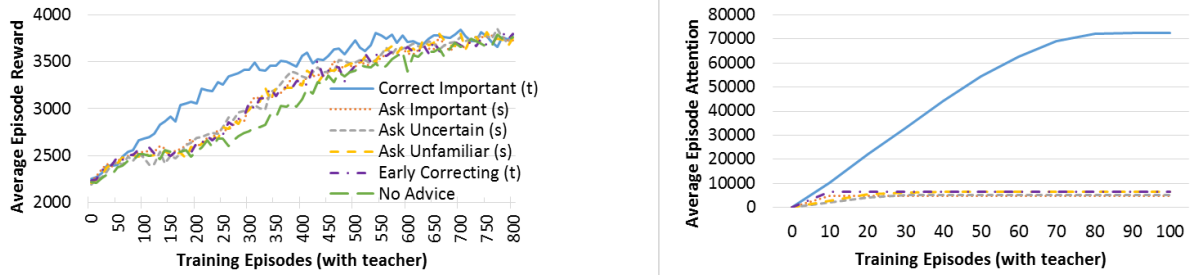 4000
3500
3000
2500
2000
Average Episode Reward
0
50
100
150
200
250
300
350
400
450
500
550
600
650
700
750
800
Training Episodes (with teacher)
Correct Important (t)
Ask Important (s)
Ask Uncertain (s)
Ask Unfamiliar (s)
Early Correcting (t)
No Advice
80000
70000
60000
50000
40000
30000
20000
10000
0
Average Episode Attention
0 10 20 30 40 50 60 70 80 90 100
Training Episodes (with teacher)